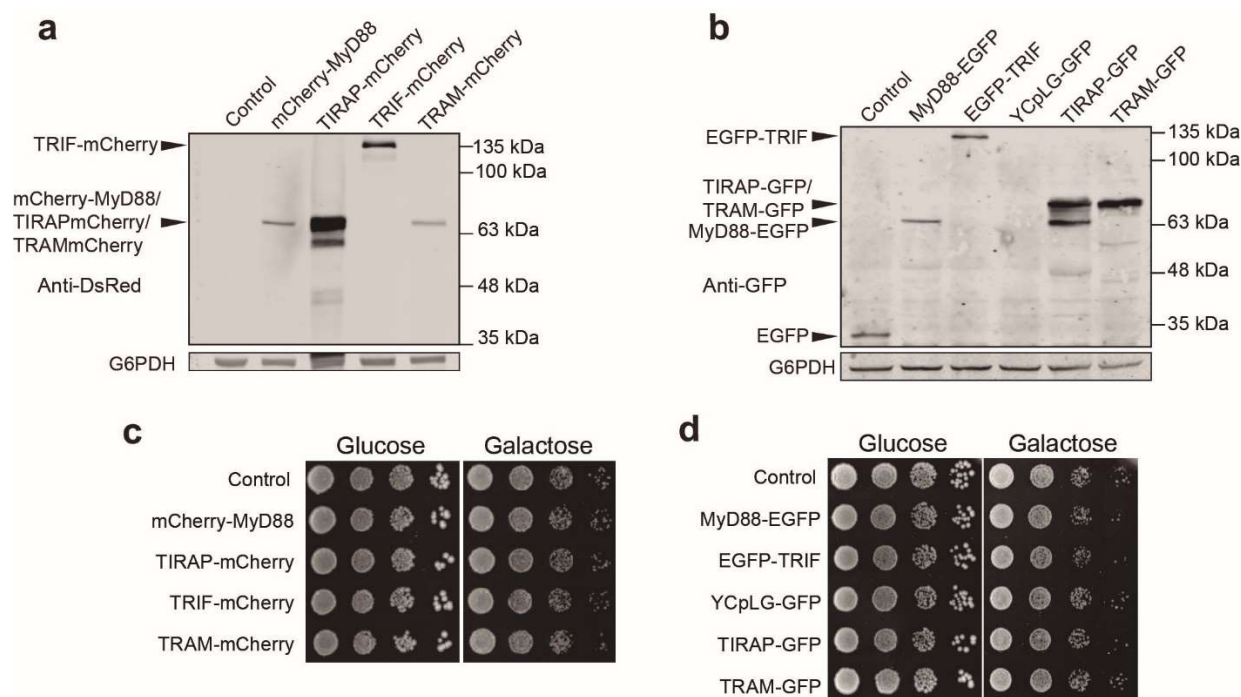 a
Control
mCherry-MyD88
TIRAP-mCherry
TRIF-mCherry
TRAM-mCherry
TRIF-mCherry
135 kDa
100 kDa
mCherry-MyD88/
TIRAPmCherry/
TRAMmCherry
63 kDa
Anti-DsRed
48 kDa
35 kDa
G6PDH
b
Control
MyD88-EGFP
EGFP-TRIF
YCpLG-GFP
TIRAP-GFP
TRAM-GFP
EGFP-TRIF
135 kDa
100 kDa
TIRAP-GFP/
TRAM-GFP
MyD88-EGFP
63 kDa
Anti-GFP
48 kDa
EGFP
35 kDa
G6PDH
c
Glucose
Galactose
Control
mCherry-MyD88
TIRAP-mCherry
TRIF-mCherry
TRAM-mCherry
d
Glucose
Galactose
Control
MyD88-EGFP
EGFP-TRIF
YCpLG-GFP
TIRAP-GFP
TRAM-GFP